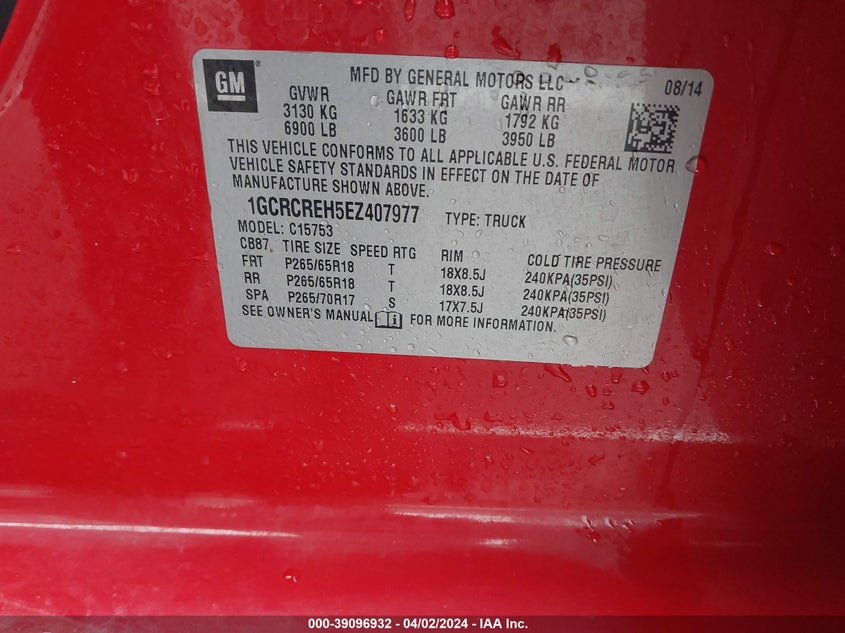 GM ®
MFD BY GENERAL MOTORS LLC 08/14
GVWR GAWR FRT GAWR RR
3130 KG 1633 KG 1792 KG
6900 LB 3600 LB 3950 LB
THIS VEHICLE CONFORMS TO ALL APPLICABLE U.S. FEDERAL MOTOR
VEHICLE SAFETY STANDARDS IN EFFECT ON THE DATE OF
MANUFACTURE SHOWN ABOVE.
1GCRCREH5EZ407977 TYPE: TRUCK
MODEL: C15753
CB87 TIRE SIZE SPEED RTG RIM COLD TIRE PRESSURE
FRT P265/65R18 T 18X8.5J 240KPA(35PSI)
RR P265/65R18 T 18X8.5J 240KPA(35PSI)
SPA P265/70R17 S 17X7.5J 240KPA(35PSI)
SEE OWNER'S MANUAL FOR MORE INFORMATION.
000-39096932 - 04/02/2024 - IAA Inc.